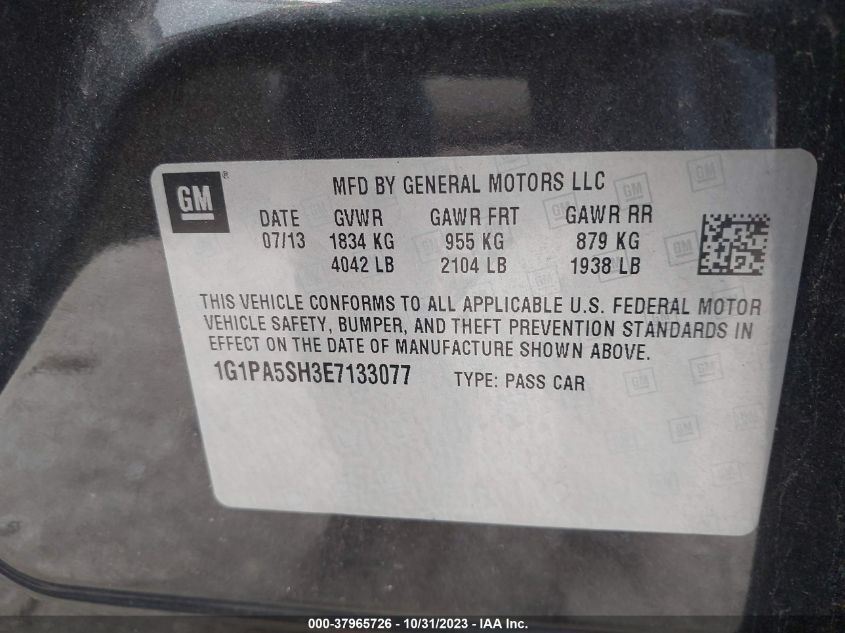 GM®
MFD BY GENERAL MOTORS LLC
DATE GVWR GAWR FRT GAWR RR
07/13 1834 KG 955 KG 879 KG
4042 LB 2104 LB 1938 LB
THIS VEHICLE CONFORMS TO ALL APPLICABLE U.S. FEDERAL MOTOR
VEHICLE SAFETY, BUMPER, AND THEFT PREVENTION STANDARDS IN
EFFECT ON THE DATE OF MANUFACTURE SHOWN ABOVE.
1G1PA5SH3E7133077 TYPE: PASS CAR
000-37965726 - 10/31/2023 - IAA Inc.